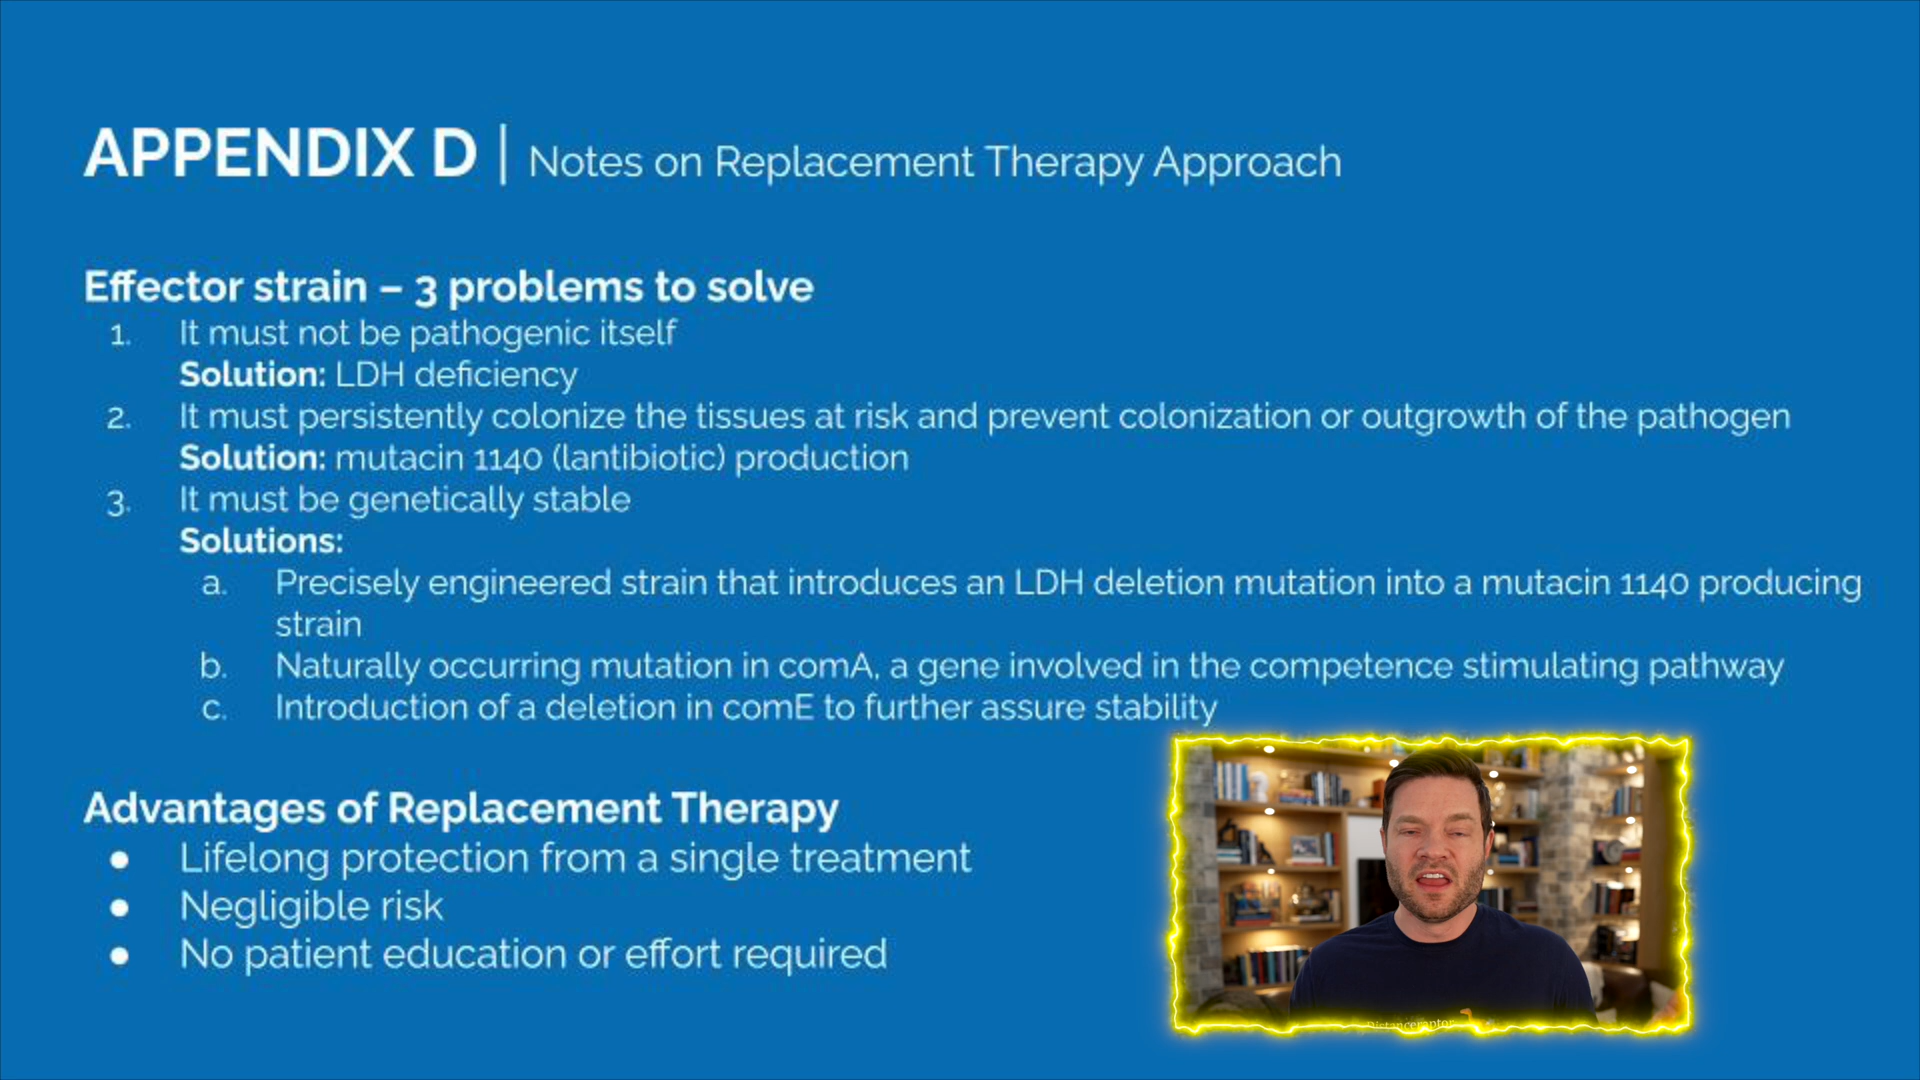 APPENDIX D | Notes on Replacement Therapy Approach
Effector strain – 3 problems to solve
1. It must not be pathogenic itself
Solution: LDH deficiency
2. It must persistently colonize the tissues at risk and prevent colonization or outgrowth of the pathogen
Solution: mutacin 1140 (lantibiotic) production
3. It must be genetically stable
Solutions:
a. Precisely engineered strain that introduces an LDH deletion mutation into a mutacin 1140 producing
strain
b. Naturally occurring mutation in comA, a gene involved in the competence stimulating pathway
c. Introduction of a deletion in comE to further assure stability
Advantages of Replacement Therapy
● Lifelong protection from a single treatment
● Negligible risk
● No patient education or effort required
Distanceraptor